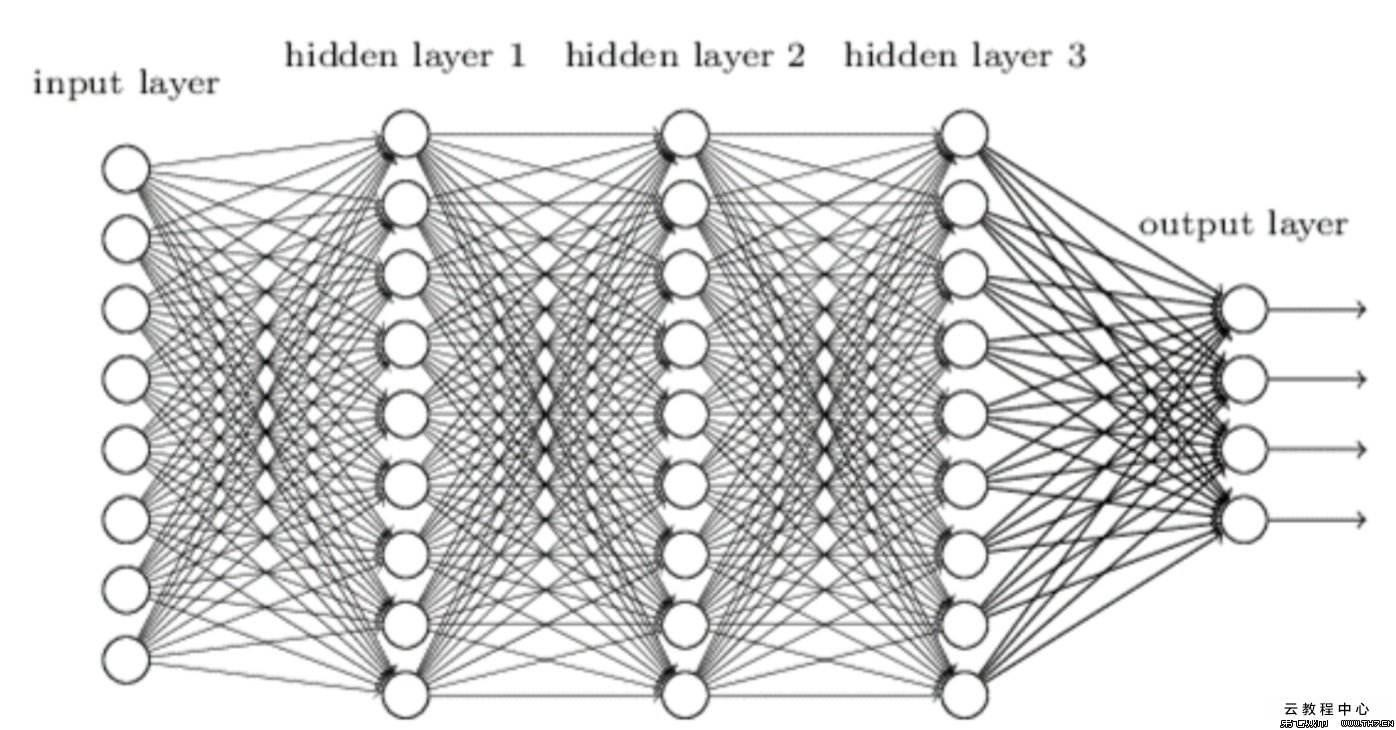 input layer
hidden layer 1
hidden layer 2
hidden layer 3
output layer
云教程中心